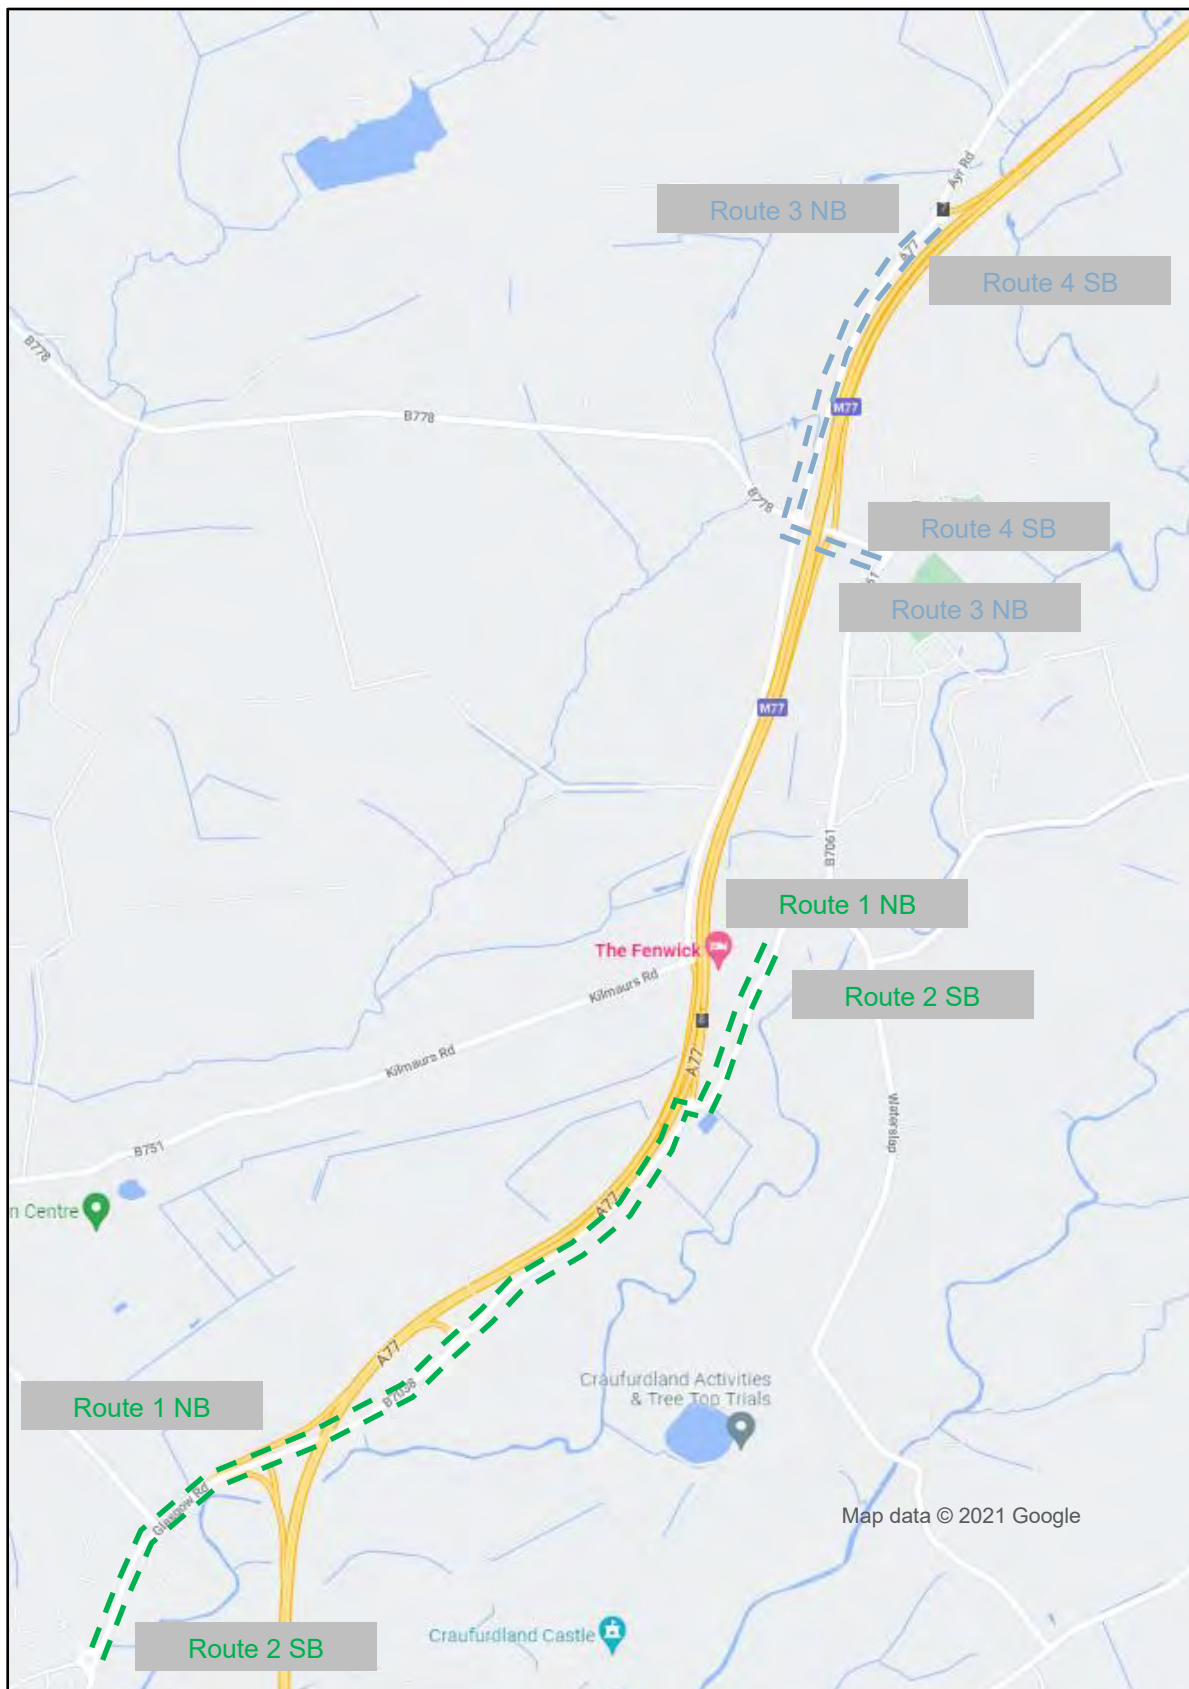 Ayr Rd
Route 3 NB
A77
Route 4 SB
B778
M77
B778
B778
Route 4 SB
61
Route 3 NB
M77
B7061
Route 1 NB
The Fenwick
Kilmaurs Rd
Route 2 SB
Kilmaurs Rd
A77
Waterslap
B751
n Centre
A77
A77
Craufurdland Activities
& Tree Top Trials
B7038
Route 1 NB
Glasgow Rd
Map data © 2021 Google
Craufurdland Castle
Route 2 SB